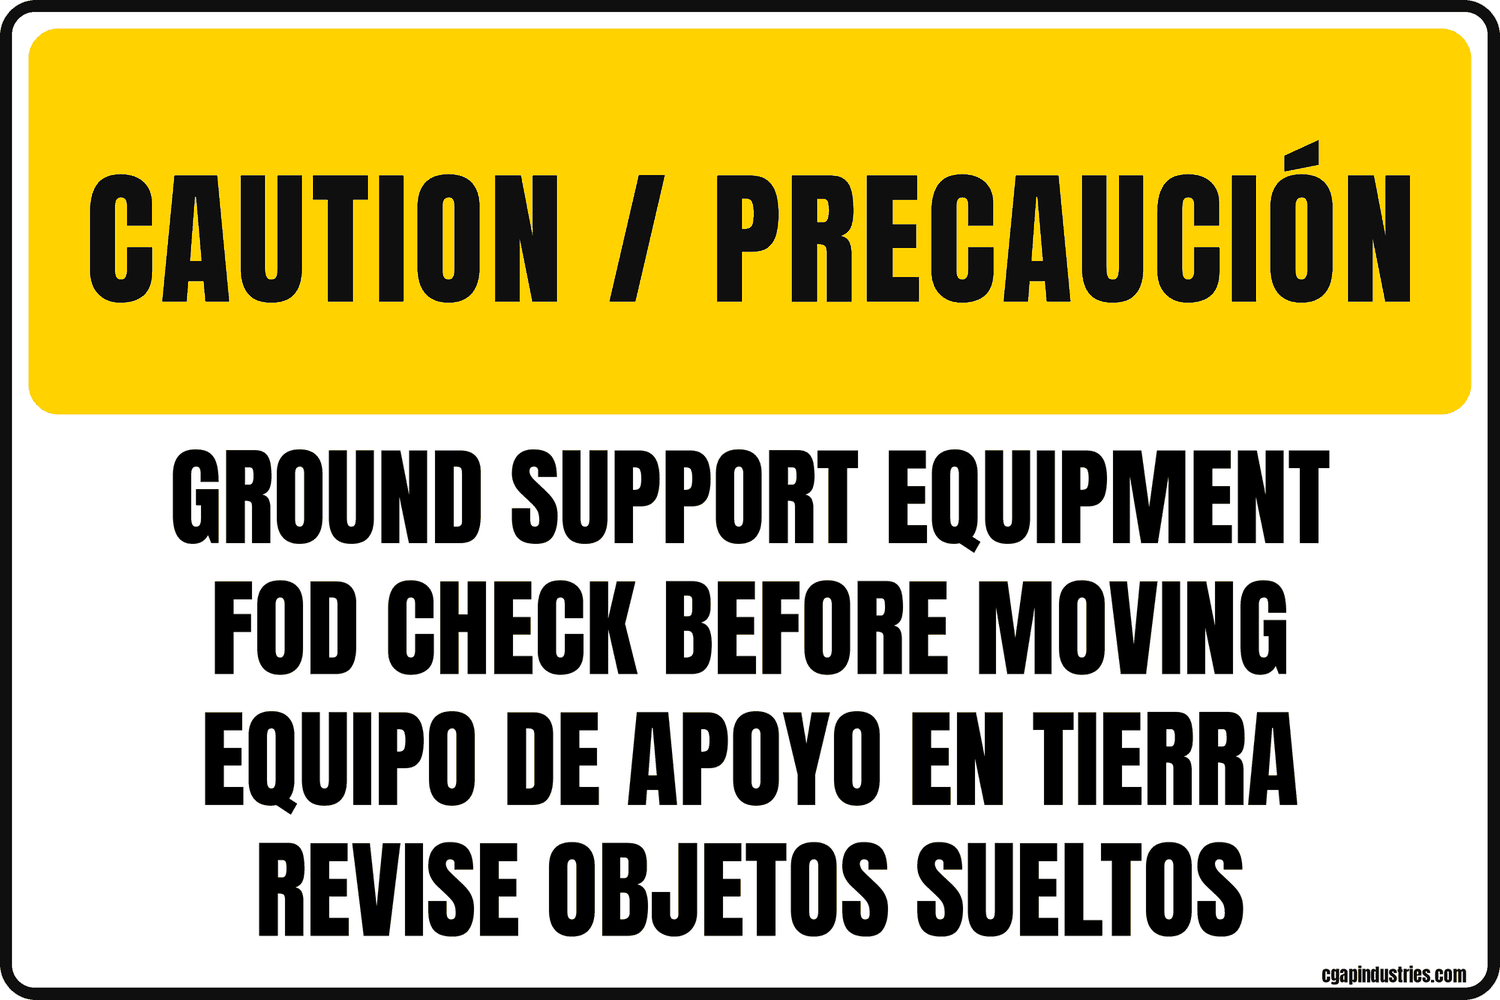 CAUTION / PRECAUCIÓN
GROUND SUPPORT EQUIPMENT
FOD CHECK BEFORE MOVING
EQUIPO DE APOYO EN TIERRA
REVISE OBJETOS SUELTOS
cgapindustries.com